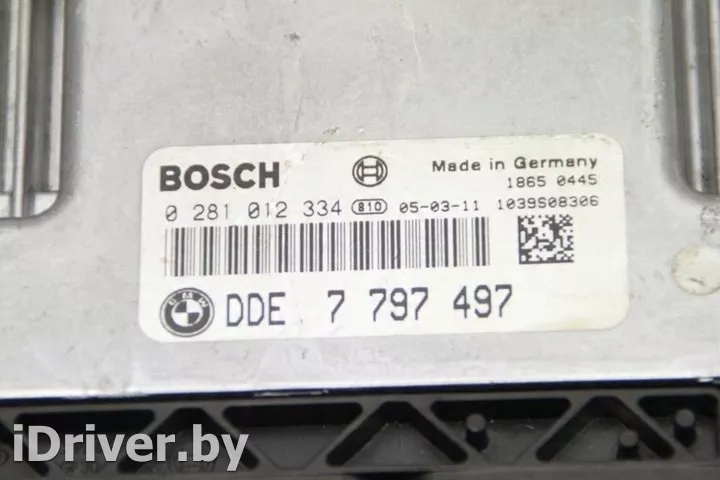 BOSCH
Made in Germany
1865 0445
0 281 012 334 810 05-03-11 1039S08306
BMW
DDE 7 797 497
iDriver.by